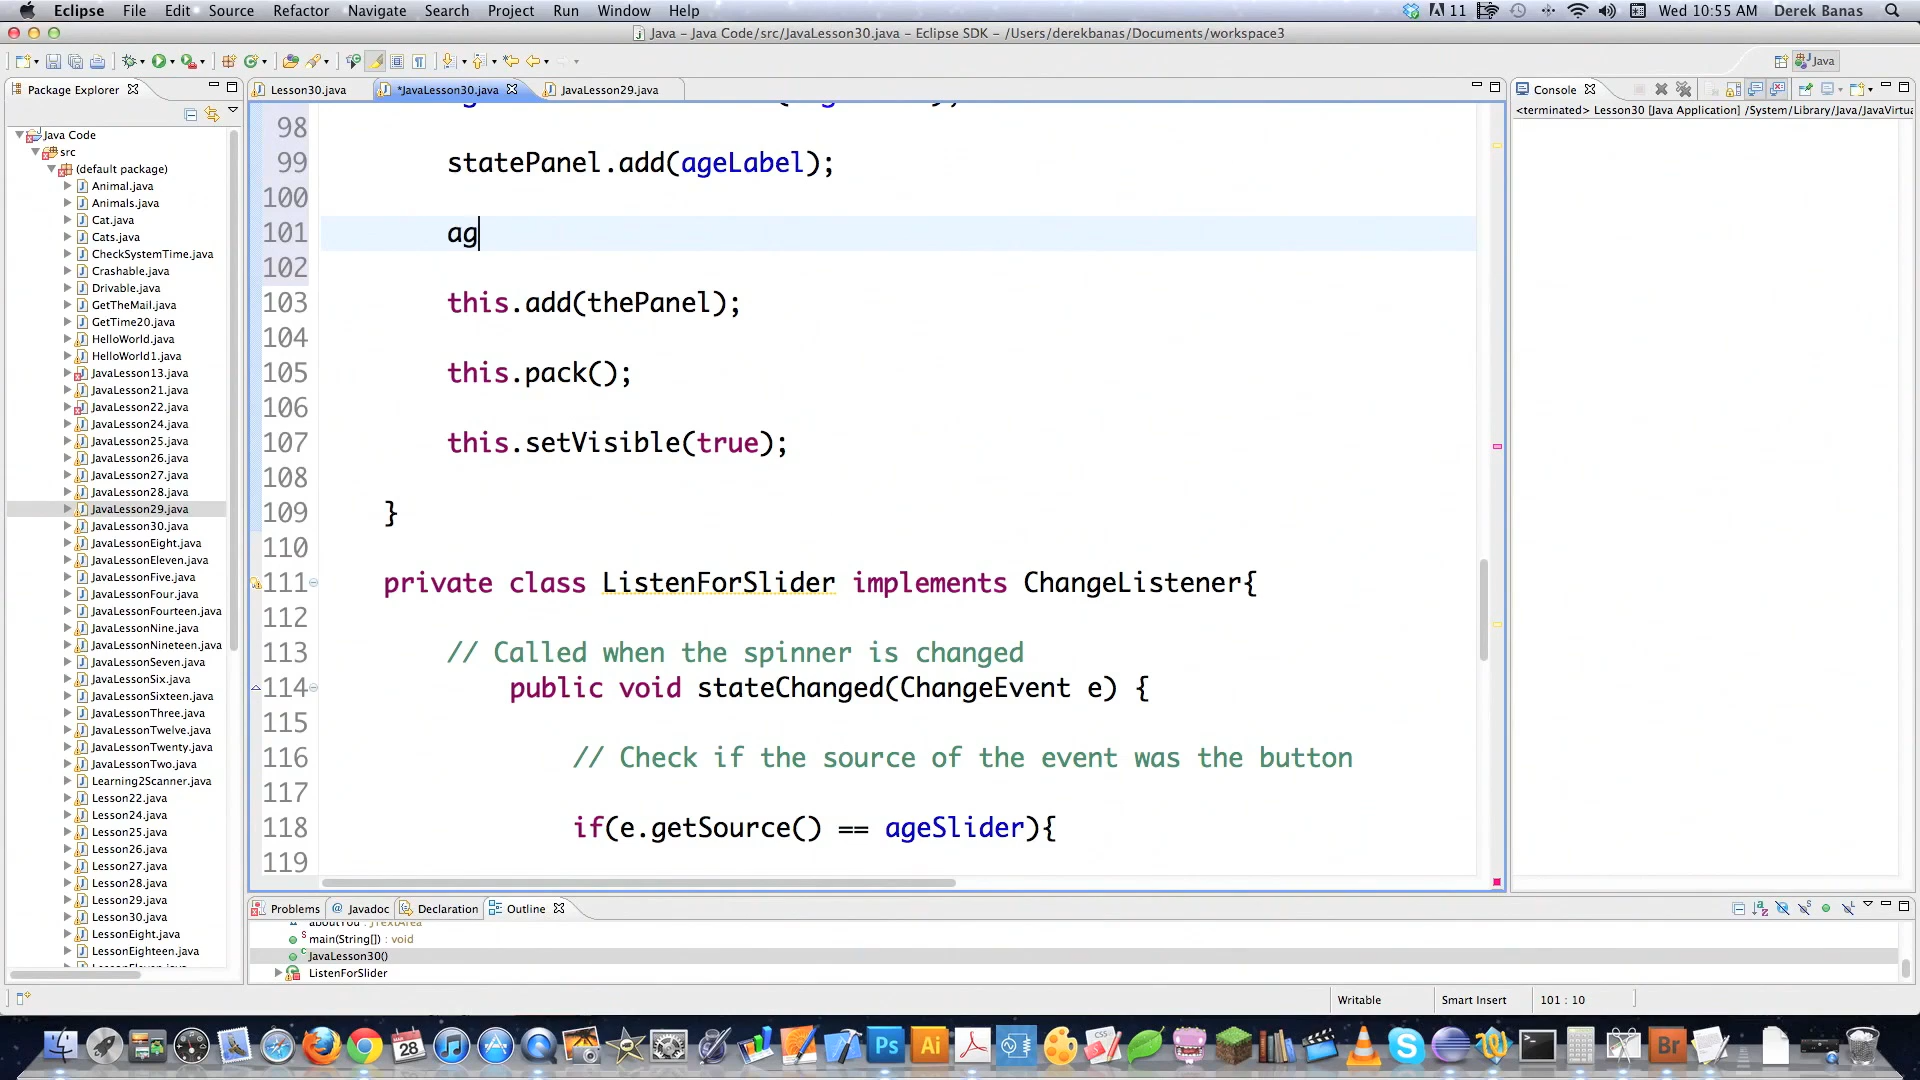 Eclipse File Edit Source Refactor Navigate Search Project Run Window Help 11 Wed 10:55 AM Derek Banas
Java – Java Code/src/JavaLesson30.java – Eclipse SDK – /Users/derekbanas/Documents/workspace3
Java
Package Explorer
Lesson30.java *JavaLesson30.java JavaLesson29.java
Console
<terminated> Lesson30 [Java Application] /System/Library/Java/JavaVirtua
Java Code
src
(default package)
Animal.java
Animals.java
Cat.java
Cats.java
CheckSystemTime.java
Crashable.java
Drivable.java
GetTheMail.java
GetTime20.java
HelloWorld.java
HelloWorld1.java
JavaLesson13.java
JavaLesson21.java
JavaLesson22.java
JavaLesson24.java
JavaLesson25.java
JavaLesson26.java
JavaLesson27.java
JavaLesson28.java
JavaLesson29.java
JavaLesson30.java
JavaLessonEight.java
JavaLessonEleven.java
JavaLessonFive.java
JavaLessonFour.java
JavaLessonFourteen.java
JavaLessonNine.java
JavaLessonNineteen.java
JavaLessonSeven.java
JavaLessonSix.java
JavaLessonSixteen.java
JavaLessonThree.java
JavaLessonTwelve.java
JavaLessonTwenty.java
JavaLessonTwo.java
Learning2Scanner.java
Lesson22.java
Lesson24.java
Lesson25.java
Lesson26.java
Lesson27.java
Lesson28.java
Lesson29.java
Lesson30.java
LessonEight.java
LessonEighteen.java
98
99 statePanel.add(ageLabel);
100
101 ag
102
103 this.add(thePanel);
104
105 this.pack();
106
107 this.setVisible(true);
108
109 }
110
111 private class ListenForSlider implements ChangeListener{
112
113 // Called when the spinner is changed
114 public void stateChanged(ChangeEvent e) {
115
116 // Check if the source of the event was the button
117
118 if(e.getSource() == ageSlider){
119
Problems @ Javadoc Declaration Outline
main(String[]) : void
JavaLesson30()
ListenForSlider
Writable Smart Insert 101 : 10
28 Ps Ai CSS Br